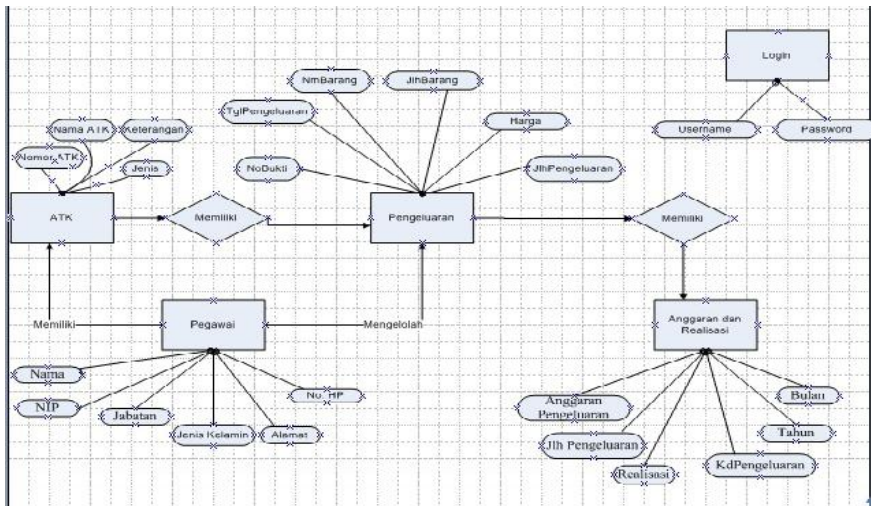 Login
NmBarang
JlhBarang
TglPengeluaran
Harga
Username
Password
Nama ATK
Keterangan
Nomor ATK
Jenis
NoBukti
JlhPengeluaran
ATK
Memiliki
Pengeluaran
Memiliki
Memiliki
Pegawai
Mengelolah
Anggaran dan
Realisasi
Nama
NIP
Jabatan
Jenis Kelamin
Alamat
No. HP
Anggaran
Pengeluaran
Jlh Pengeluaran
Realisasi
KdPengeluaran
Tahun
Bulan